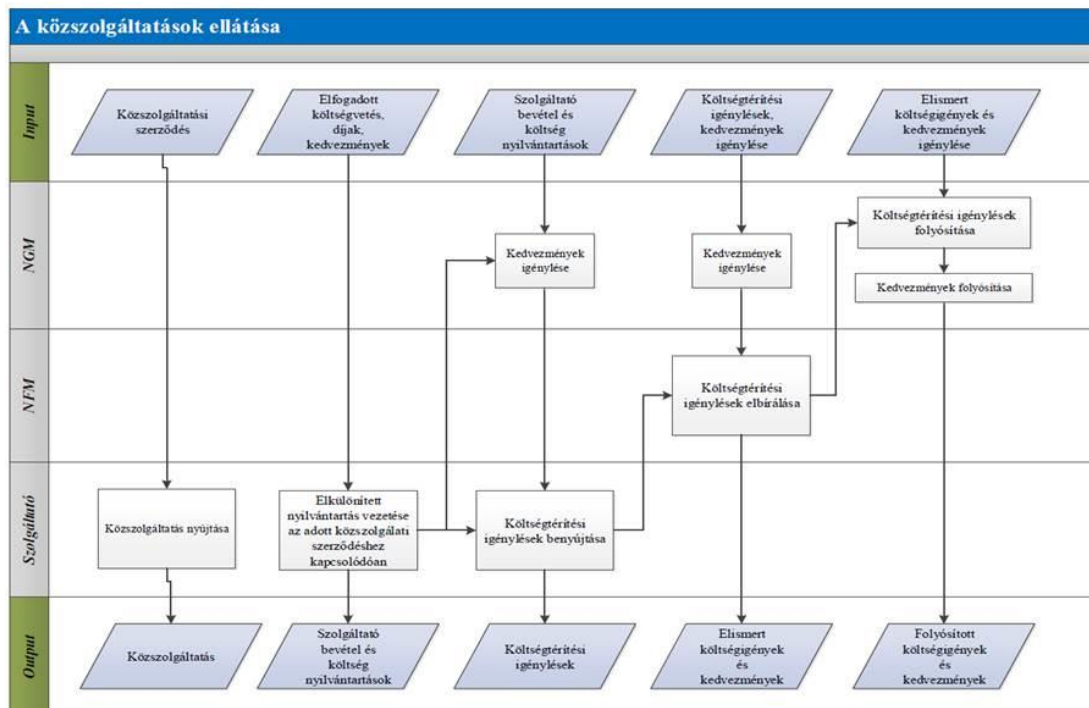 A közszolgáltatások ellátása
Input
Közszolgáltatási
szerződés
Elfogadott
költségvetés,
díjak,
kedvezmények
Szolgáltató
bevétel és
költség
nyilvántartások
Költségtérítési
igénylések,
kedvezmények
igénylése
Elismert
költségigények és
kedvezmények
igénylése
NGM
Kedvezmények
igénylése
Kedvezmények
igénylése
Költségtérítési igénylések
folyósítása
Kedvezmények folyósítása
NFM
Költségtérítési
igénylések elbírálása
Szolgáltató
Közszolgáltatás nyújtása
Elkülönített
nyilvántartás vezetése
az adott közszolgálati
szerződéshez
kapcsolódóan
Költségtérítési
igénylések benyújtása
Output
Közszolgáltatás
Szolgáltató
bevétel és
költség
nyilvántartások
Költségtérítési
igénylések
Elismert
költségigények
és
kedvezmények
Folyósított
költségigények
és
kedvezmények